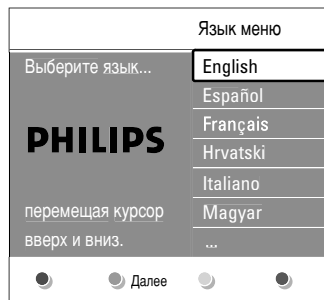 Язык меню
Выберите язык...
English
Español
Français
PHILIPS
Hrvatski
Italiano
перемещая курсор
Magyar
вверх и вниз.
...
Далее